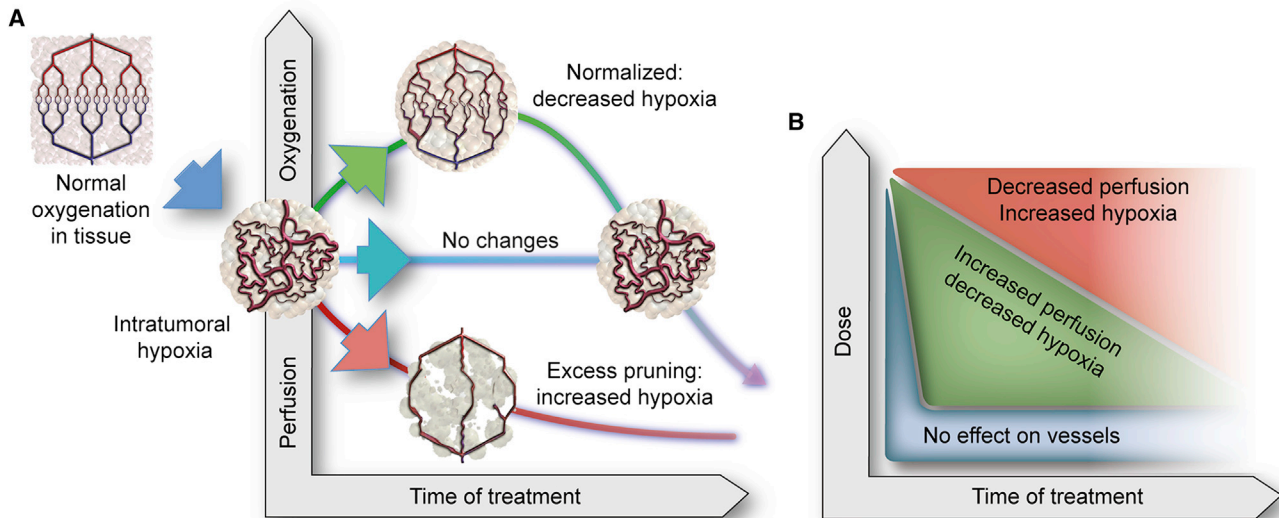 A
Normal
oxygenation
in tissue
Oxygenation
Perfusion
Intratumoral
hypoxia
Normalized:
decreased hypoxia
No changes
Excess pruning:
increased hypoxia
Time of treatment
B
Dose
Decreased perfusion
Increased hypoxia
Increased perfusion
decreased hypoxia
No effect on vessels
Time of treatment